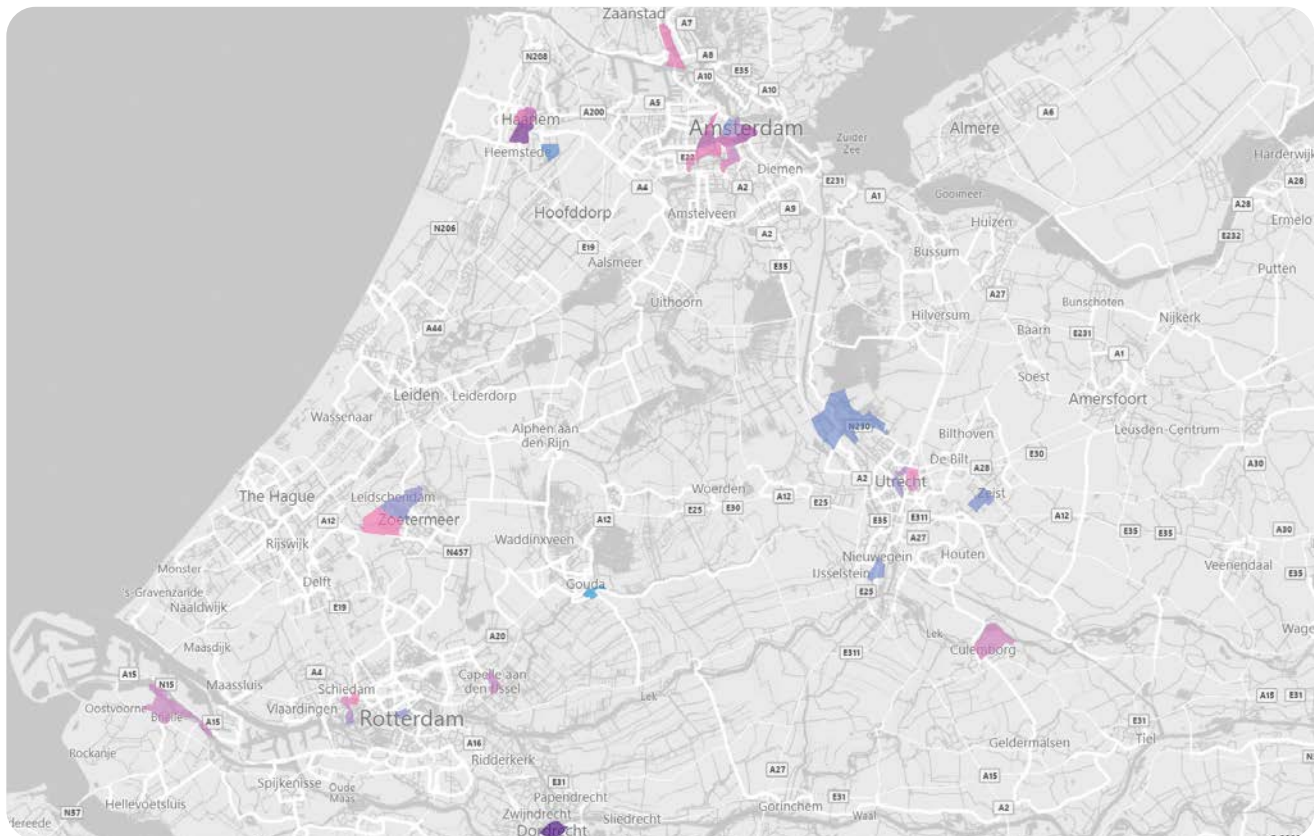 Zaanstad
A7
N208
A8
E35
A10
A10
A5
A200
A6
Haarlem
Amsterdam
Almere
Zuider
Zee
Heemstede
Harderwijk
Diemen
A28
A4
A2
E231
A1
Gooimeer
A28
Hoofddorp
Amstelveen
A9
Huizen
Ermelo
N206
A2
E232
E19
Bussum
Aalmeer
E35
Putten
Uithoorn
A27
Bunschoten
Hilversum
Nijkerk
A44
Baarn
E231
A1
Soest
Leiden
Leiderdorp
Amersfoort
Wassenaar
Alphen aan
den Rijn
N230
Bilthoven
Leusden-Centrum
De Bilt
E30
A28
A30
A2
Utrecht
The Hague
Leidschendam
Woerden
A12
E25
Zeist
Zoetermeer
E25
E30
A12
A12
A12
E35
E311
E35
E35
A30
Rijswijk
Waddinxveen
A27
N457
Nieuwegein
Houten
Monster
Delft
Gouda
IJsselstein
Veenendaal
E35
's-Gravenzande
Naaldwijk
E19
E25
A20
Lek
Maasdijk
E311
Culemborg
A15
N15
Maassluis
A4
Schiedam
Capelle aan
den IJssel
Lek
Oostvoorne
Brielle
A15
Vlaardingen
Rotterdam
A15
E31
E31
Rockanje
A16
Ridderkerk
Geldermalsen
Tiel
Spijkenisse
Oude
Maas
E31
A27
A15
Hellevoetsluis
Papendrecht
N57
Zwijndrecht
Sliedrecht
Gorinchem
E31
Waal
A2
Dordrecht